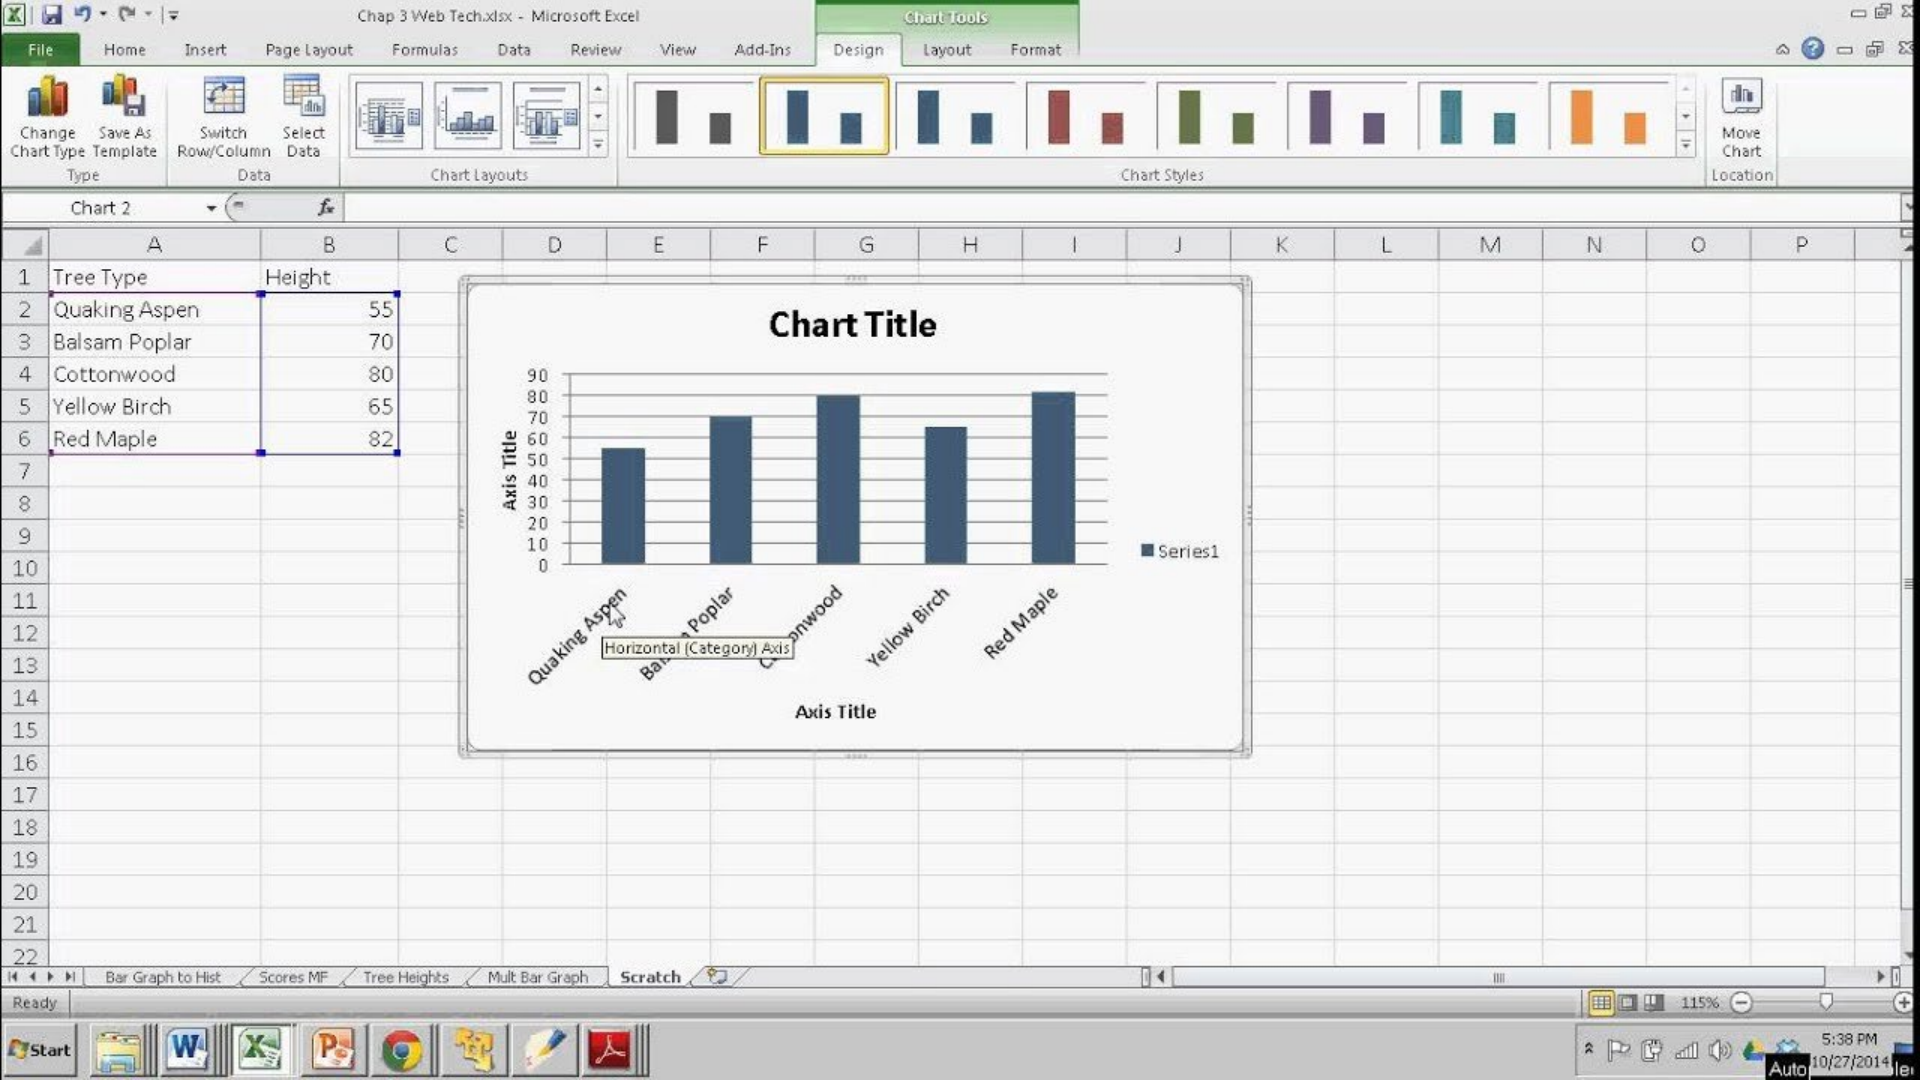 Chap 3 Web Tech.xlsx - Microsoft Excel
Chart Tools
File Home Insert Page Layout Formulas Data Review View Add-Ins Design Layout Format
Change Chart Type
Save As Template
Switch Row/Column
Select Data
Move Chart
Type Data Chart Layouts Chart Styles Location
Chart 2 fx
A B C D E F G H I J K L M N O P
1 Tree Type Height
2 Quaking Aspen 55
3 Balsam Poplar 70
4 Cottonwood 80
5 Yellow Birch 65
6 Red Maple 82
7
8
9
10
11
12
13
14
15
16
17
18
19
20
21
22
Chart Title
Axis Title
90
80
70
60
50
40
30
20
10
0
Series1
Quaking Aspen
Poplar
Yellow Birch
Red Maple
Horizontal (Category) Axis
Axis Title
Bar Graph to Hist Scores MF Tree Heights Mult Bar Graph Scratch
Ready 115%
Start
5:38 PM
10/27/2014
Auto